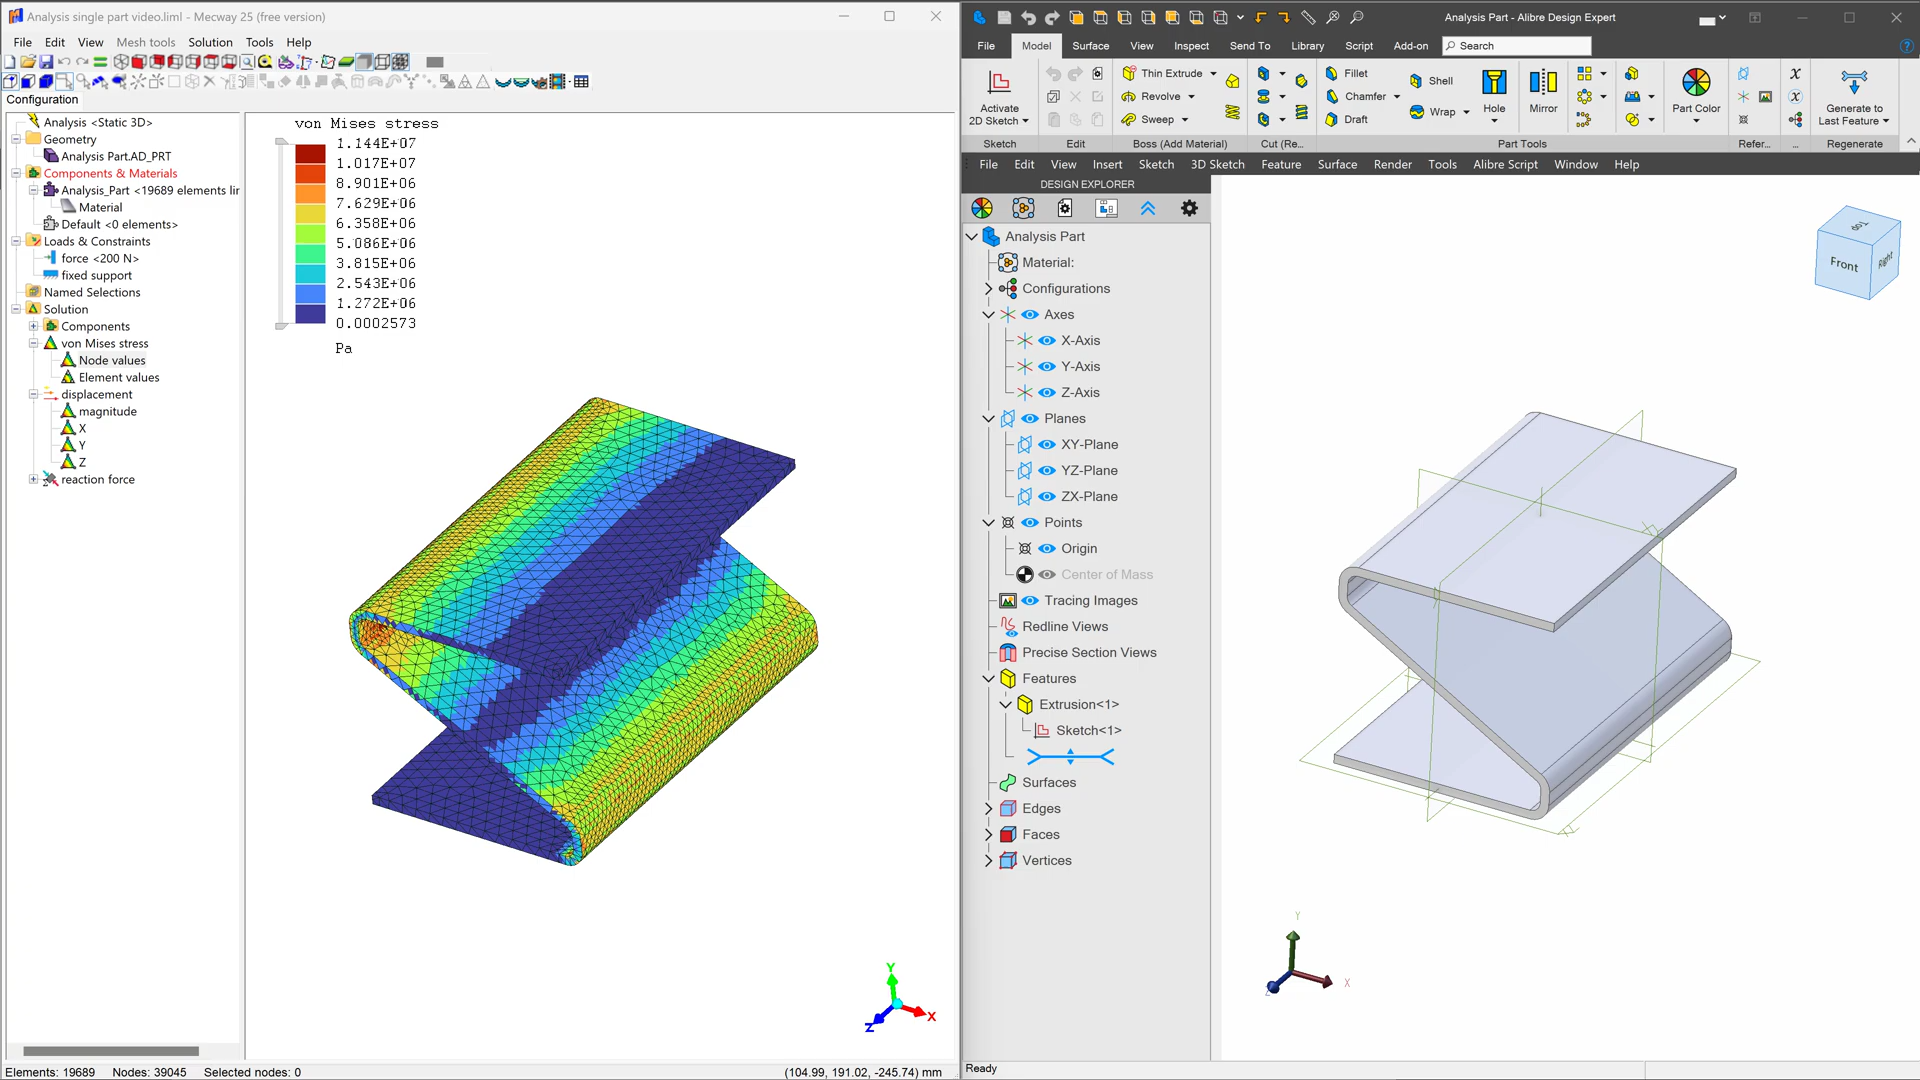 Analysis single part video.liml - Mecway 25 (free version)
File Edit View Mesh tools Solution Tools Help
Configuration
Analysis <Static 3D>
Geometry
Analysis Part.AD_PRT
Components & Materials
Analysis_Part <19689 elements lir
Material
Default <0 elements>
Loads & Constraints
force <200 N>
fixed support
Named Selections
Solution
Components
von Mises stress
Node values
Element values
displacement
magnitude
X
Y
Z
reaction force
von Mises stress
1.144E+07
1.017E+07
8.901E+06
7.629E+06
6.358E+06
5.086E+06
3.815E+06
2.543E+06
1.272E+06
0.0002573
Pa
Y
X
Z
Elements: 19689 Nodes: 39045 Selected nodes: 0
(104.99, 191.02, -245.74) mm
Analysis Part - Alibre Design Expert
File Model Surface View Inspect Send To Library Script Add-on Search
Activate
2D Sketch
Thin Extrude
Revolve
Sweep
Fillet
Chamfer
Draft
Shell
Wrap
Hole
Mirror
Part Color
Generate to
Last Feature
Sketch Edit Boss (Add Material) Cut (Re... Part Tools Refer... ... Regenerate
File Edit View Insert Sketch 3D Sketch Feature Surface Render Tools Alibre Script Window Help
DESIGN EXPLORER
Analysis Part
Material:
Configurations
Axes
X-Axis
Y-Axis
Z-Axis
Planes
XY-Plane
YZ-Plane
ZX-Plane
Points
Origin
Center of Mass
Tracing Images
Redline Views
Precise Section Views
Features
Extrusion<1>
Sketch<1>
Surfaces
Edges
Faces
Vertices
Top
Front
Right
Y
X
Z
Ready